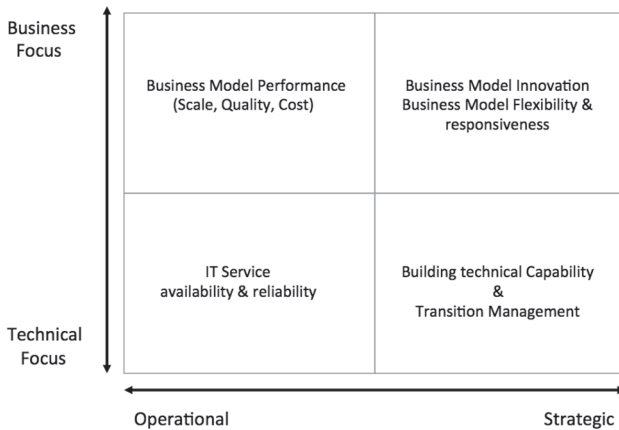 Business
Focus
Business Model Performance
(Scale, Quality, Cost)
Business Model Innovation
Business Model Flexibility &
responsiveness
IT Service
availability & reliability
Building technical Capability
&
Transition Management
Technical
Focus
Operational
Strategic